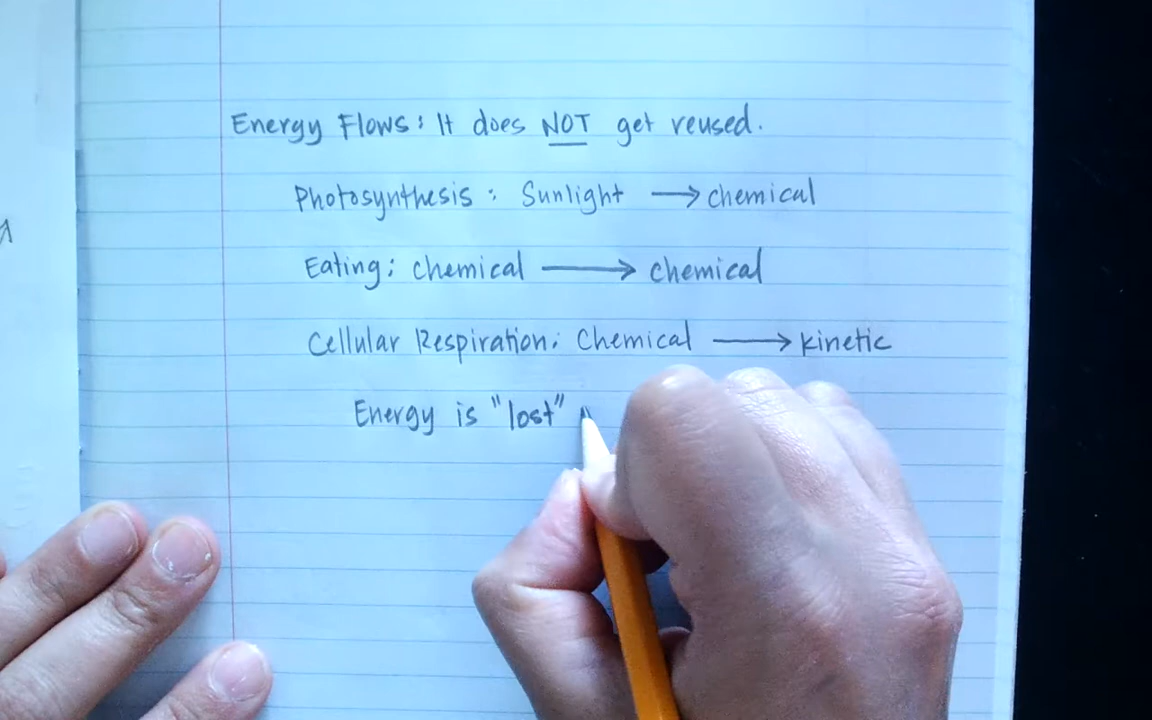 Energy Flows: It does NOT get reused.
Photosynthesis: Sunlight → chemical
Eating: chemical → chemical
Cellular Respiration: Chemical → kinetic
Energy is "lost"